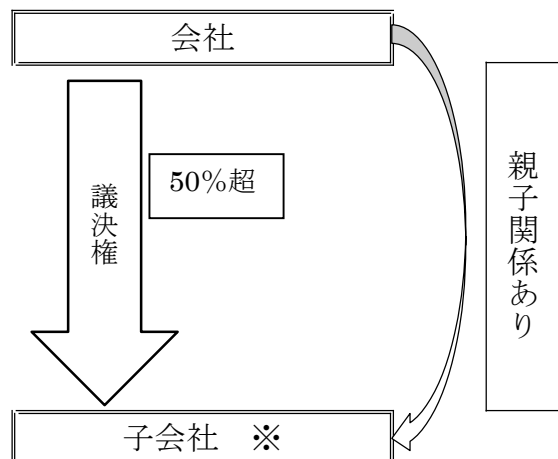 会社
50%超
議決権
親子関係あり
子会社　※